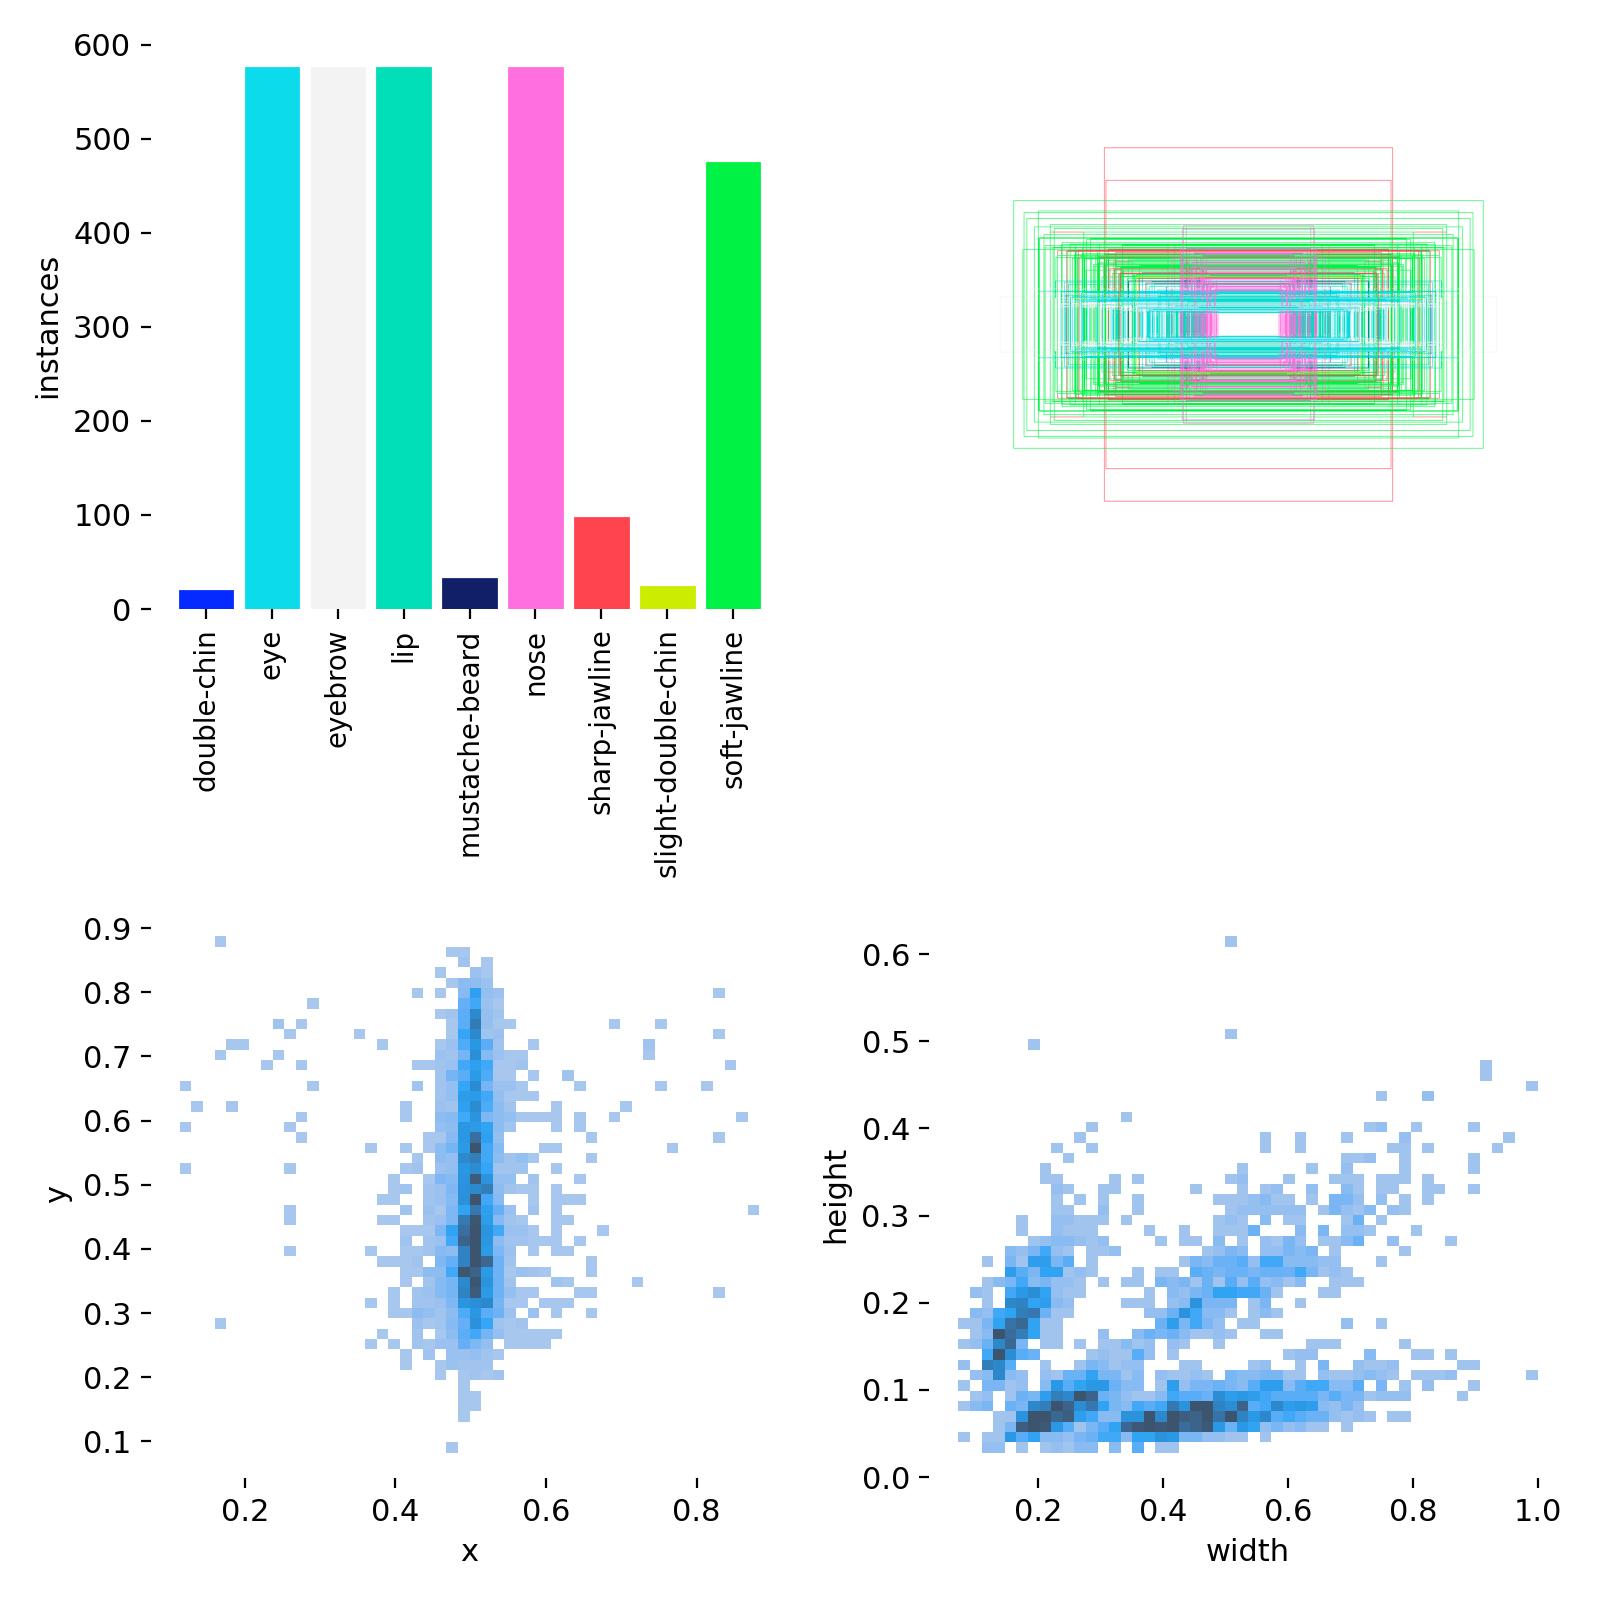 600
500
400
300
200
100
0
instances
double-chin
eye
eyebrow
lip
mustache-beard
nose
sharp-jawline
slight-double-chin
soft-jawline
0.9
0.8
0.7
0.6
0.5
0.4
0.3
0.2
0.1
y
0.2 0.4 0.6 0.8
x
0.6
0.5
0.4
0.3
0.2
0.1
0.0
height
0.2 0.4 0.6 0.8 1.0
width